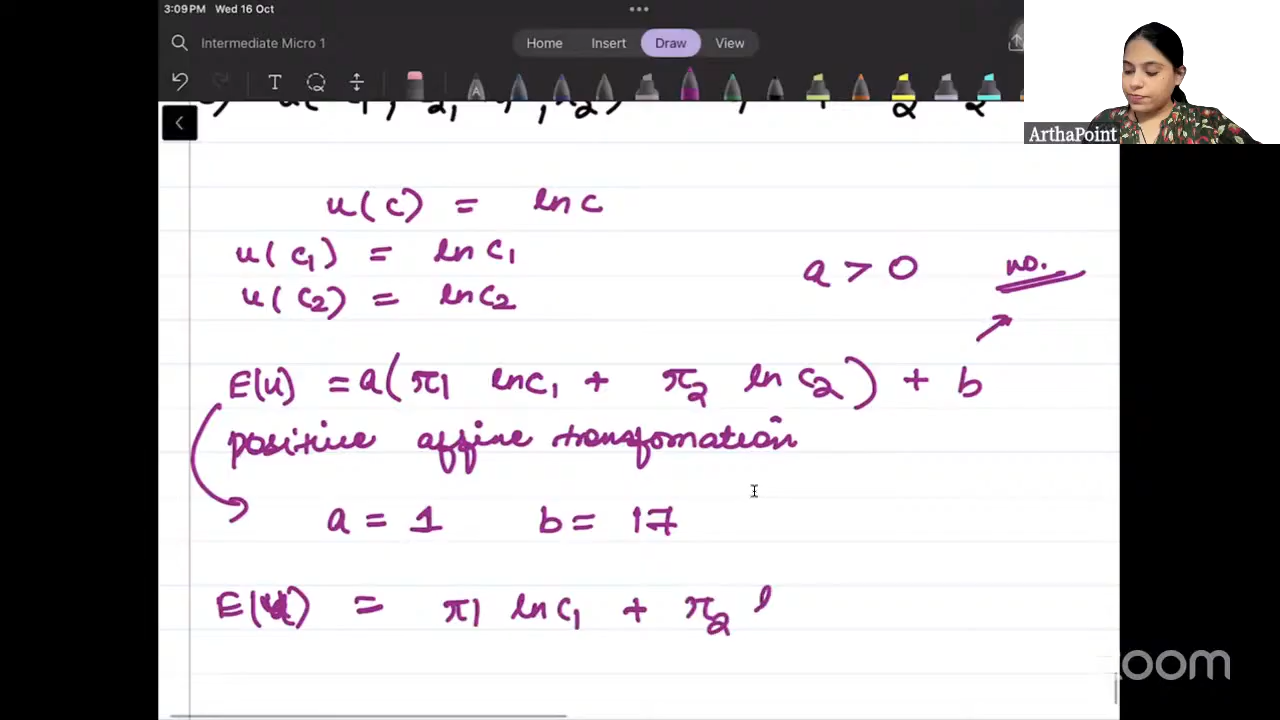 3:09 PM Wed 16 Oct
Intermediate Micro 1
Home Insert Draw View
T
A
ArthaPoint
u(c) = ln c
u(c₁) = ln c₁
u(c₂) = ln c₂
a > 0
no.
E(u) = a(π1 ln c₁ + π₂ ln c₂) + b
positive affine transfomation
a = 1 b = 17
E(u) = π1 ln c₁ + π₂ l
zoom